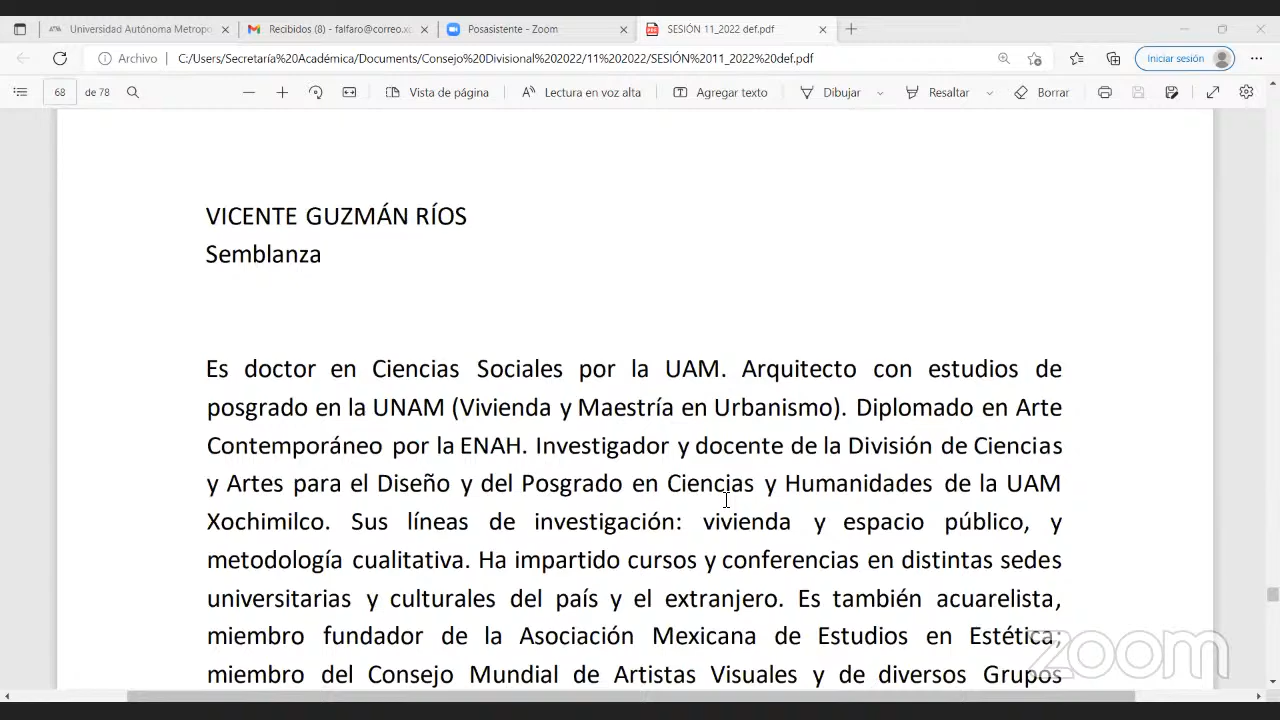 Universidad Autónoma Metropo
Recibidos (8) - falfaro@correo.xo
Posasistente - Zoom
SESIÓN 11_2022 def.pdf
Archivo
C:/Users/Secretaría%20Académica/Documents/Consejo%20Divisional%202022/11%202022/SESIÓN%2011_2022%20def.pdf
Iniciar sesión
68 de 78
Vista de página
Lectura en voz alta
Agregar texto
Dibujar
Resaltar
Borrar
VICENTE GUZMÁN RÍOS
Semblanza
Es doctor en Ciencias Sociales por la UAM. Arquitecto con estudios de
posgrado en la UNAM (Vivienda y Maestría en Urbanismo). Diplomado en Arte
Contemporáneo por la ENAH. Investigador y docente de la División de Ciencias
y Artes para el Diseño y del Posgrado en Ciencias y Humanidades de la UAM
Xochimilco. Sus líneas de investigación: vivienda y espacio público, y
metodología cualitativa. Ha impartido cursos y conferencias en distintas sedes
universitarias y culturales del país y el extranjero. Es también acuarelista,
miembro fundador de la Asociación Mexicana de Estudios en Estética;
miembro del Consejo Mundial de Artistas Visuales y de diversos Grupos
zoom